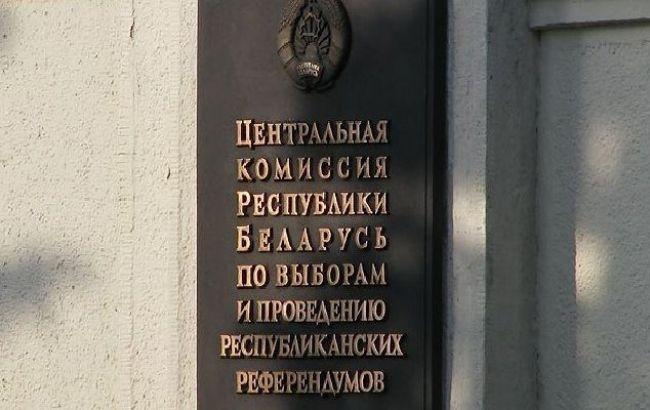 ЦЕНТРАЛЬНАЯ
КОМИССИЯ
РЕСПУБЛИКИ
БЕЛАРУСЬ
ПО ВЫБОРАМ
И ПРОВЕДЕНИЮ
РЕСПУБЛИКАНСКИХ
РЕФЕРЕНДУМОВ